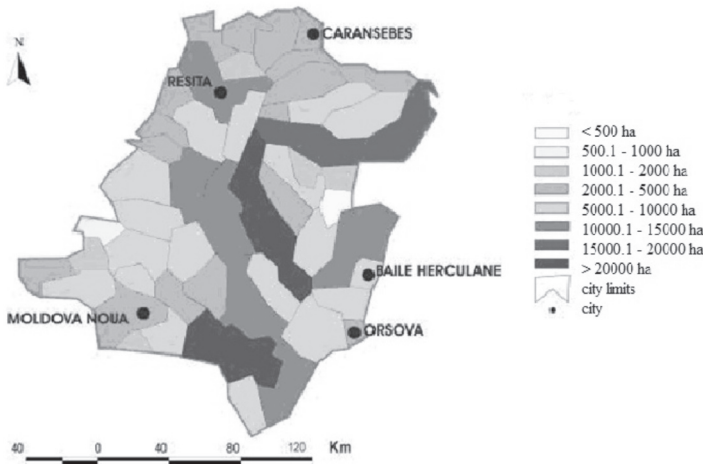 CARANSEBES
N
RESITA
< 500 ha
500.1 - 1000 ha
1000.1 - 2000 ha
2000.1 - 5000 ha
5000.1 - 10000 ha
10000.1 - 15000 ha
15000.1 - 20000 ha
> 20000 ha
city limits
city
BAILE HERCULANE
MOLDOVA NOUA
ORSOVA
40 0 40 80 120 Km